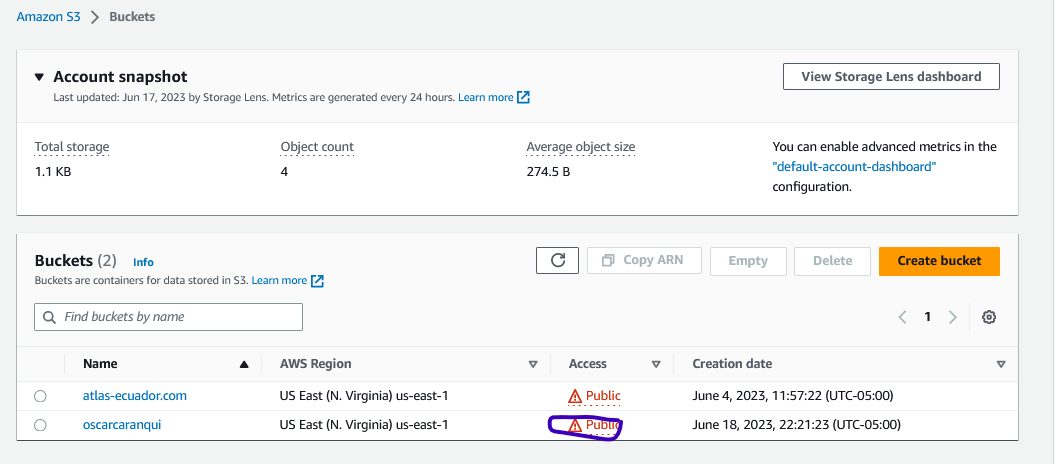 Amazon S3 > Buckets
Account snapshot
View Storage Lens dashboard
Last updated: Jun 17, 2023 by Storage Lens. Metrics are generated every 24 hours. Learn more
Total storage Object count Average object size
1.1 KB 4 274.5 B
You can enable advanced metrics in the
"default-account-dashboard"
configuration.
Buckets (2) Info
Buckets are containers for data stored in S3. Learn more
Copy ARN Empty Delete Create bucket
Find buckets by name
1
Name AWS Region Access Creation date
atlas-ecuador.com US East (N. Virginia) us-east-1 Public June 4, 2023, 11:57:22 (UTC-05:00)
oscarcaranqui US East (N. Virginia) us-east-1 Public June 18, 2023, 22:21:23 (UTC-05:00)